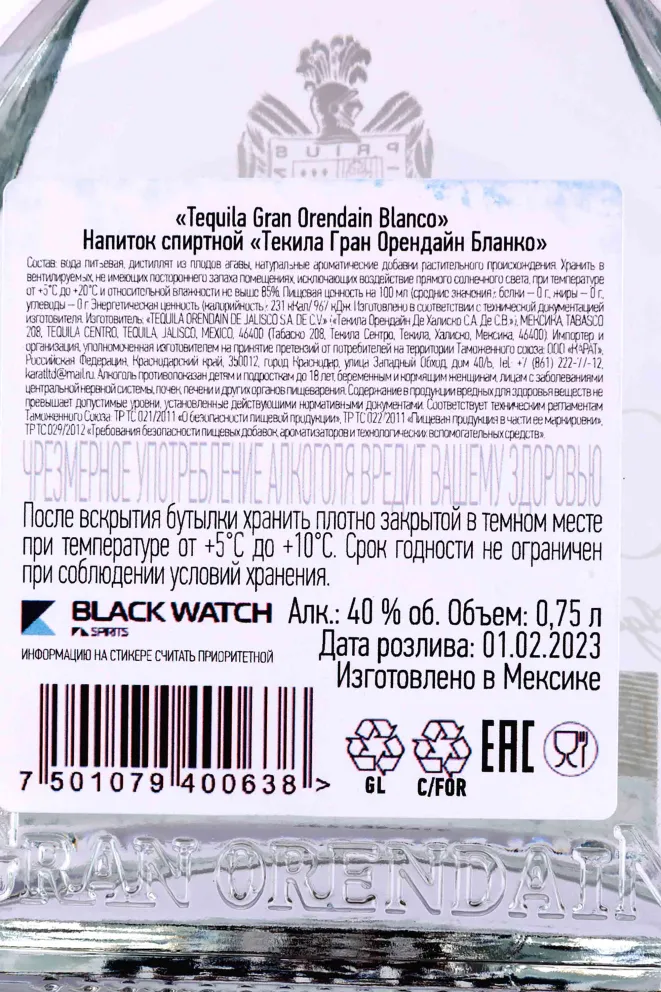 PRIUS
«Tequila Gran Orendain Blanco»
Напиток спиртной «Текила Гран Орендайн Бланко»
Состав: вода питьевая, дистиллят из плодов агавы, натуральные ароматические добавки растительного происхождения. Хранить в
вентилируемых, не имеющих постороннего запаха помещениях, исключающих воздействие прямого солнечного света, при температуре
от +5°С до +20°С и относительной влажности не выше 85%. Пищевая ценность на 100 мл (средние значения): белки – 0 г, жиры – 0 г,
углеводы – 0 г. Энергетическая ценность (калорийность): 231 кКал/ 967 кДж. Изготовлено в соответствии с технической документацией
изготовителя. Изготовитель: «TEQUILA ORENDAIN DE JALISCO S.A. DE C.V.» («Текила Орендайн Де Халиско С.А. Де С.В.»), МЕКСИКА, TABASCO
208, TEQUILA CENTRO, TEQUILA, JALISCO, MEXICO, 46400 (Табаско 208, Текила Сентро, Текила, Халиско, Мексика, 46400). Импортер и
организация, уполномоченная изготовителем на принятие претензий от потребителей на территории Таможенного союза: ООО «КАРАТ»,
Российская Федерация, Краснодарский край, 350012, город Краснодар, улица Западный Обход, дом 40/5, Tel. +7 (861) 222-77-12,
karatltd@mail.ru. Алкоголь противопоказан детям и подросткам до 18 лет, беременным и кормящим женщинам, лицам с заболеваниями
центральной нервной системы, почек, печени и других органов пищеварения. Содержание в продукции вредных для здоровья веществ не
превышает допустимые уровни, установленные действующими нормативными документами. Соответствует техническим регламентам
Таможенного Союза: ТР ТС 021/2011 «О безопасности пищевой продукции», ТР ТС 022/2011 «Пищевая продукция в части ее маркировки»,
ТР ТС 029/2012 «Требования безопасности пищевых добавок, ароматизаторов и технологических вспомогательных средств».
ЧРЕЗМЕРНОЕ УПОТРЕБЛЕНИЕ АЛКОГОЛЯ ВРЕДИТ ВАШЕМУ ЗДОРОВЬЮ
После вскрытия бутылки хранить плотно закрытой в темном месте
при температуре от +5°С до +10°С. Срок годности не ограничен
при соблюдении условий хранения.
BLACK WATCH
SPIRITS
ИНФОРМАЦИЮ НА СТИКЕРЕ СЧИТАТЬ ПРИОРИТЕТНОЙ
Алк.: 40 % об. Объем: 0,75 л
Дата розлива: 01.02.2023
Изготовлено в Мексике
7 501079 400638 >
GL
C/FOR
EAC
GRAN ORENDAIN